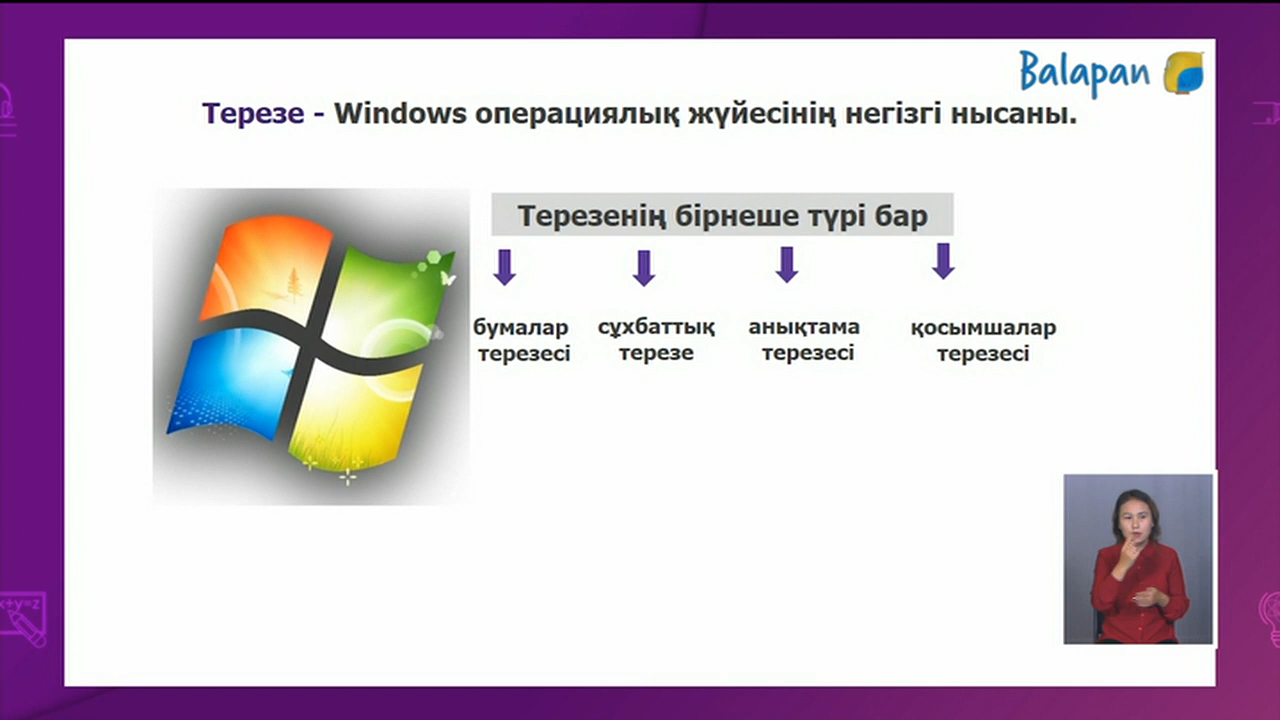 Balapan
Терезе - Windows операциялық жүйесінің негізгі нысаны.
Терезенің бірнеше түрі бар
бумалар
терезесі
сұхбаттық
терезе
анықтама
терезесі
қосымшалар
терезесі
x+y=z